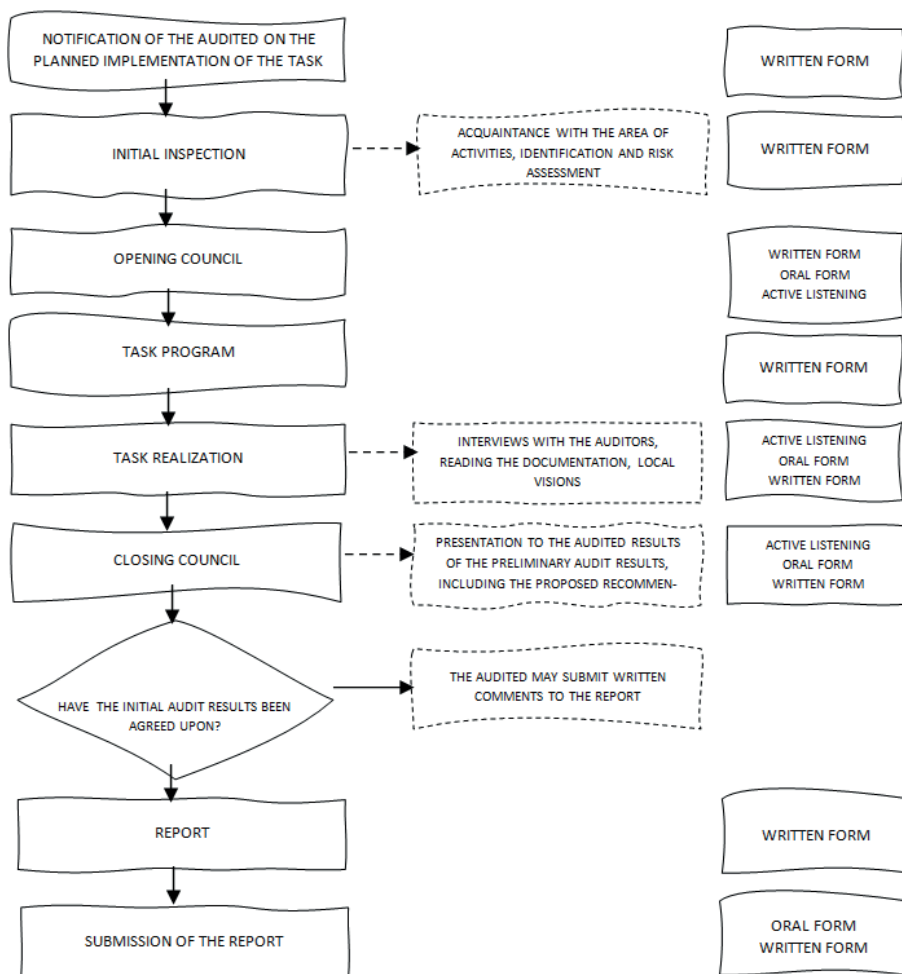 NOTIFICATION OF THE AUDITED ON THE
PLANNED IMPLEMENTATION OF THE TASK
WRITTEN FORM
INITIAL INSPECTION
ACQUAINTANCE WITH THE AREA OF
ACTIVITIES, IDENTIFICATION AND RISK
ASSESSMENT
WRITTEN FORM
OPENING COUNCIL
WRITTEN FORM
ORAL FORM
ACTIVE LISTENING
TASK PROGRAM
WRITTEN FORM
TASK REALIZATION
INTERVIEWS WITH THE AUDITORS,
READING THE DOCUMENTATION, LOCAL
VISIONS
ACTIVE LISTENING
ORAL FORM
WRITTEN FORM
CLOSING COUNCIL
PRESENTATION TO THE AUDITED RESULTS
OF THE PRELIMINARY AUDIT RESULTS,
INCLUDING THE PROPOSED RECOMMEN-
ACTIVE LISTENING
ORAL FORM
WRITTEN FORM
HAVE THE INITIAL AUDIT RESULTS BEEN
AGREED UPON?
THE AUDITED MAY SUBMIT WRITTEN
COMMENTS TO THE REPORT
REPORT
WRITTEN FORM
SUBMISSION OF THE REPORT
ORAL FORM
WRITTEN FORM